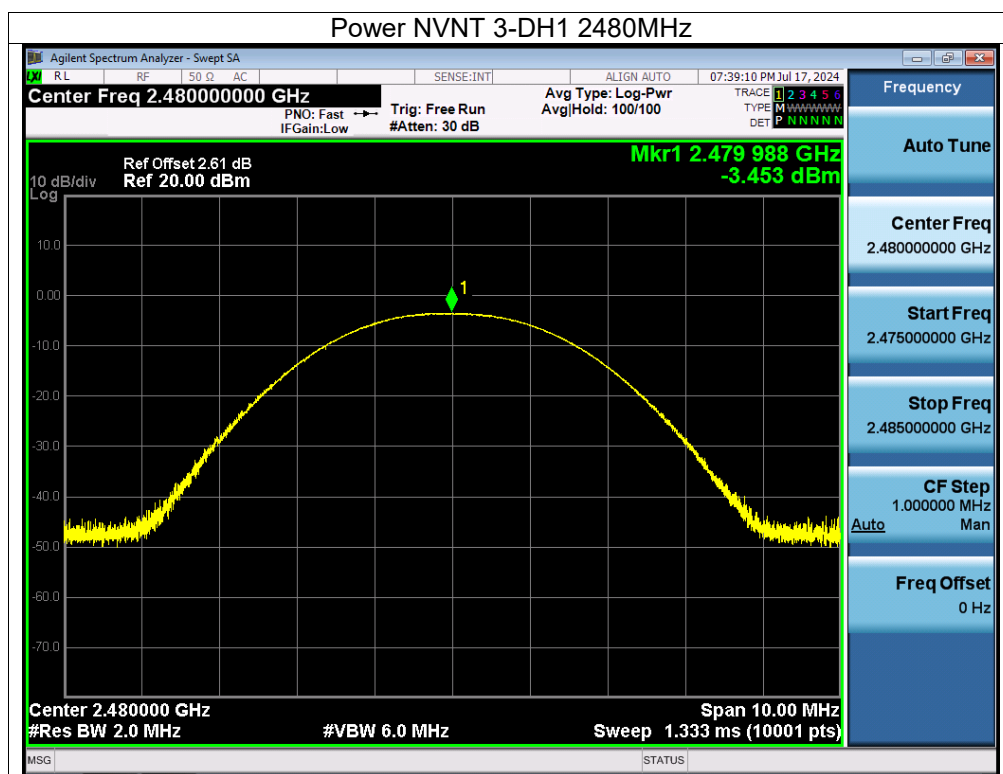 Power NVNT 3-DH1 2480MHz
Agilent Spectrum Analyzer - Swept SA
LXI RL RF 50 Ω AC SENSE:INT ALIGN AUTO 07:39:10 PM Jul 17, 2024
Center Freq 2.480000000 GHz
PNO: Fast
IFGain:Low
Trig: Free Run
#Atten: 30 dB
Avg Type: Log-Pwr
Avg|Hold: 100/100
TRACE 1 2 3 4 5 6
TYPE M WWWWW
DET P N N N N N
Ref Offset 2.61 dB
10 dB/div Ref 20.00 dBm
Log
Mkr1 2.479 988 GHz
-3.453 dBm
10.0
0.00
-10.0
-20.0
-30.0
-40.0
-50.0
-60.0
-70.0
1
Center 2.480000 GHz Span 10.00 MHz
#Res BW 2.0 MHz #VBW 6.0 MHz Sweep 1.333 ms (10001 pts)
MSG STATUS
Frequency
Auto Tune
Center Freq
2.480000000 GHz
Start Freq
2.475000000 GHz
Stop Freq
2.485000000 GHz
CF Step
1.000000 MHz
Auto Man
Freq Offset
0 Hz